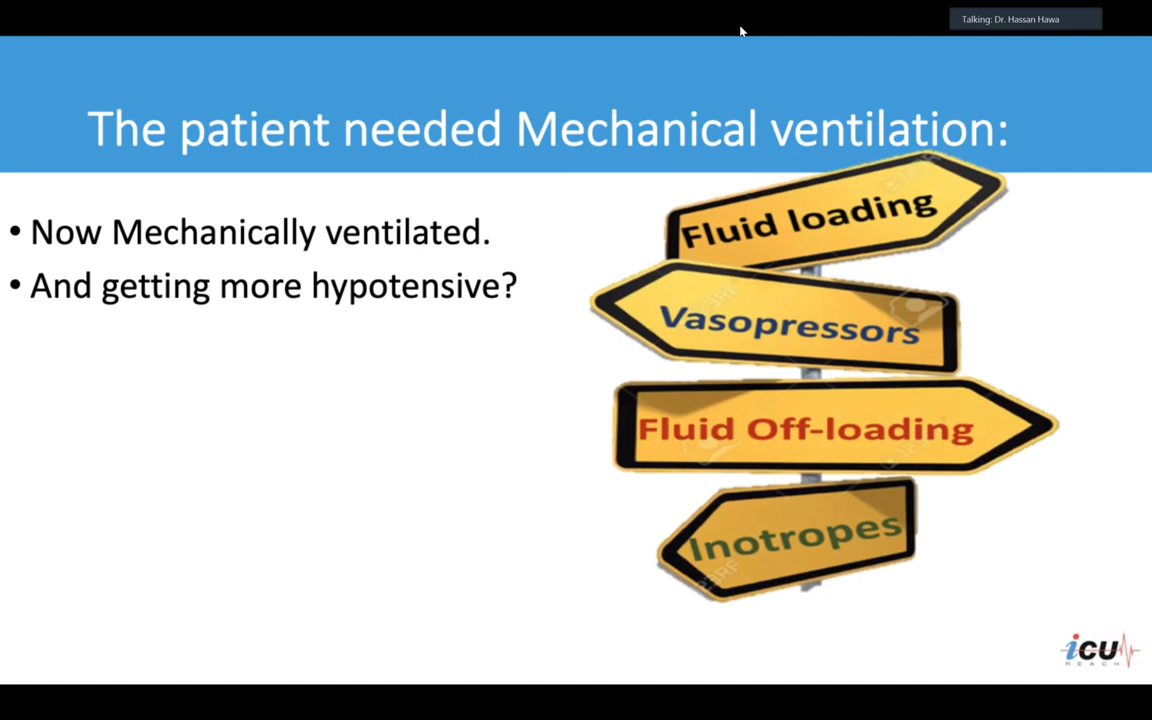 Talking: Dr. Hassan Hawa
The patient needed Mechanical ventilation:
• Now Mechanically ventilated.
• And getting more hypotensive?
Fluid loading
Vasopressors
Fluid Off-loading
Inotropes
icu
REACH